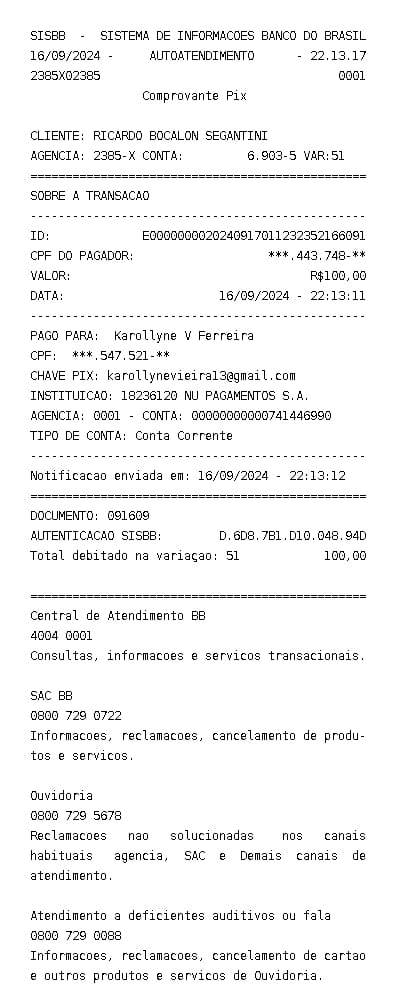 SISBB - SISTEMA DE INFORMACOES BANCO DO BRASIL
16/09/2024 - AUTOATENDIMENTO - 22.13.17
2385X02385 0001
Comprovante Pix
CLIENTE: RICARDO BOCALON SEGANTINI
AGENCIA: 2385-X CONTA: 6.903-5 VAR:51
================================================
SOBRE A TRANSACAO
------------------------------------------------
ID: E00000000202409170112323521​66091
CPF DO PAGADOR: ***.443.748-**
VALOR: R$100,00
DATA: 16/09/2024 - 22:13:11
------------------------------------------------
PAGO PARA: Karollyne V Ferreira
CPF: ***.547.521-**
CHAVE PIX: karollynevieira13@gmail.com
INSTITUICAO: 18236120 NU PAGAMENTOS S.A.
AGENCIA: 0001 - CONTA: 00000000000741446990
TIPO DE CONTA: Conta Corrente
------------------------------------------------
Notificacao enviada em: 16/09/2024 - 22:13:12
================================================
DOCUMENTO: 091609
AUTENTICACAO SISBB: D.6D8.7B1.D10.048.94D
Total debitado na variaçao: 51 100,00
================================================
Central de Atendimento BB
4004 0001
Consultas, informacoes e servicos transacionais.
SAC BB
0800 729 0722
Informacoes, reclamacoes, cancelamento de produ-
tos e servicos.
Ouvidoria
0800 729 5678
Reclamacoes nao solucionadas nos canais
habituais agencia, SAC e Demais canais de
atendimento.
Atendimento a deficientes auditivos ou fala
0800 729 0088
Informacoes, reclamacoes, cancelamento de cartao
e outros produtos e servicos de Ouvidoria.